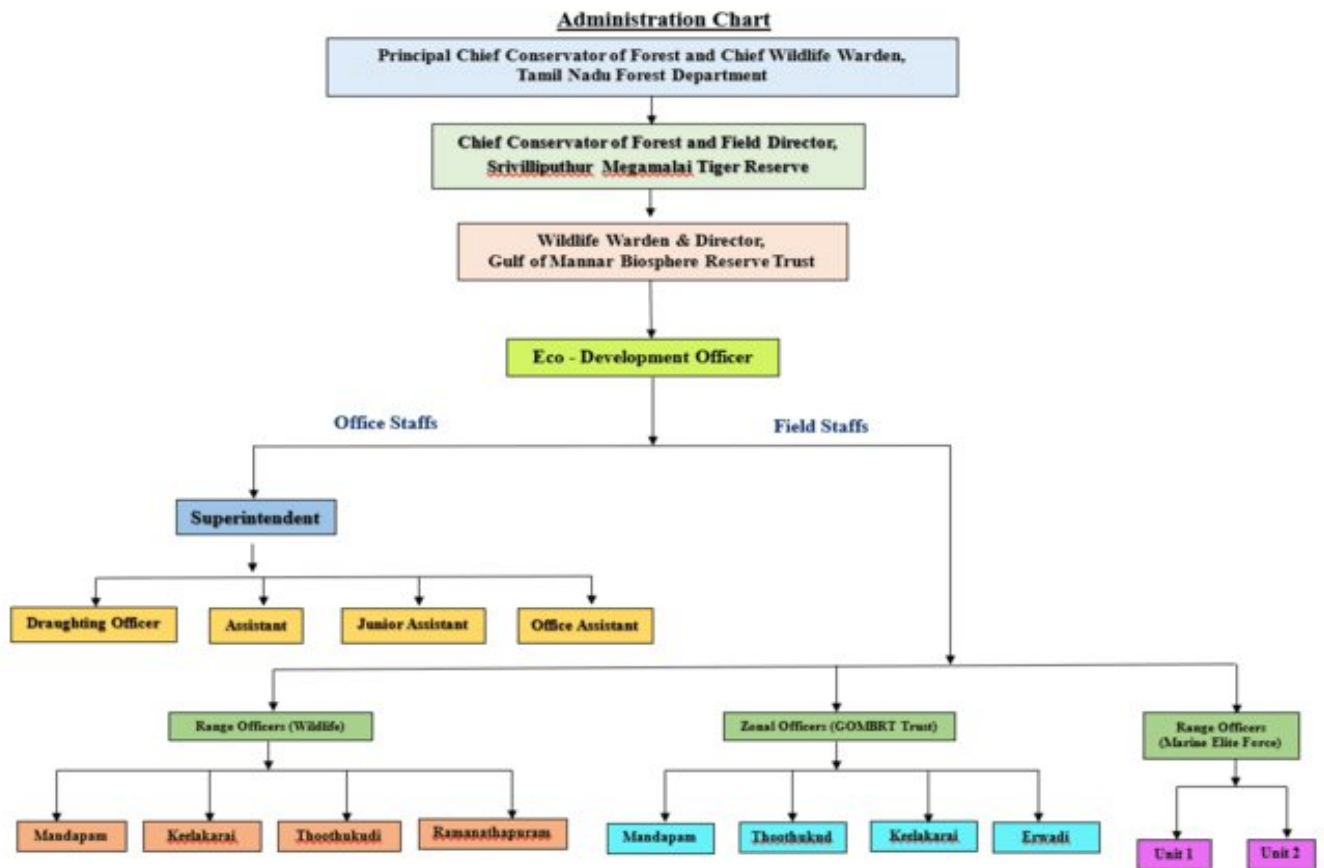 Administration Chart
Principal Chief Conservator of Forest and Chief Wildlife Warden,
Tamil Nadu Forest Department
Chief Conservator of Forest and Field Director,
Srivilliputhur Megamalai Tiger Reserve
Wildlife Warden & Director,
Gulf of Mannar Biosphere Reserve Trust
Eco - Development Officer
Office Staffs
Field Staffs
Superintendent
Draughting Officer
Assistant
Junior Assistant
Office Assistant
Range Officers (Wildlife)
Zonal Officers (GOMBRT Trust)
Range Officers
(Marine Elite Force)
Mandapam
Keelakarai
Thoothukudi
Ramanathapuram
Mandapam
Thoothukud
Keelakarai
Erwadi
Unit 1
Unit 2